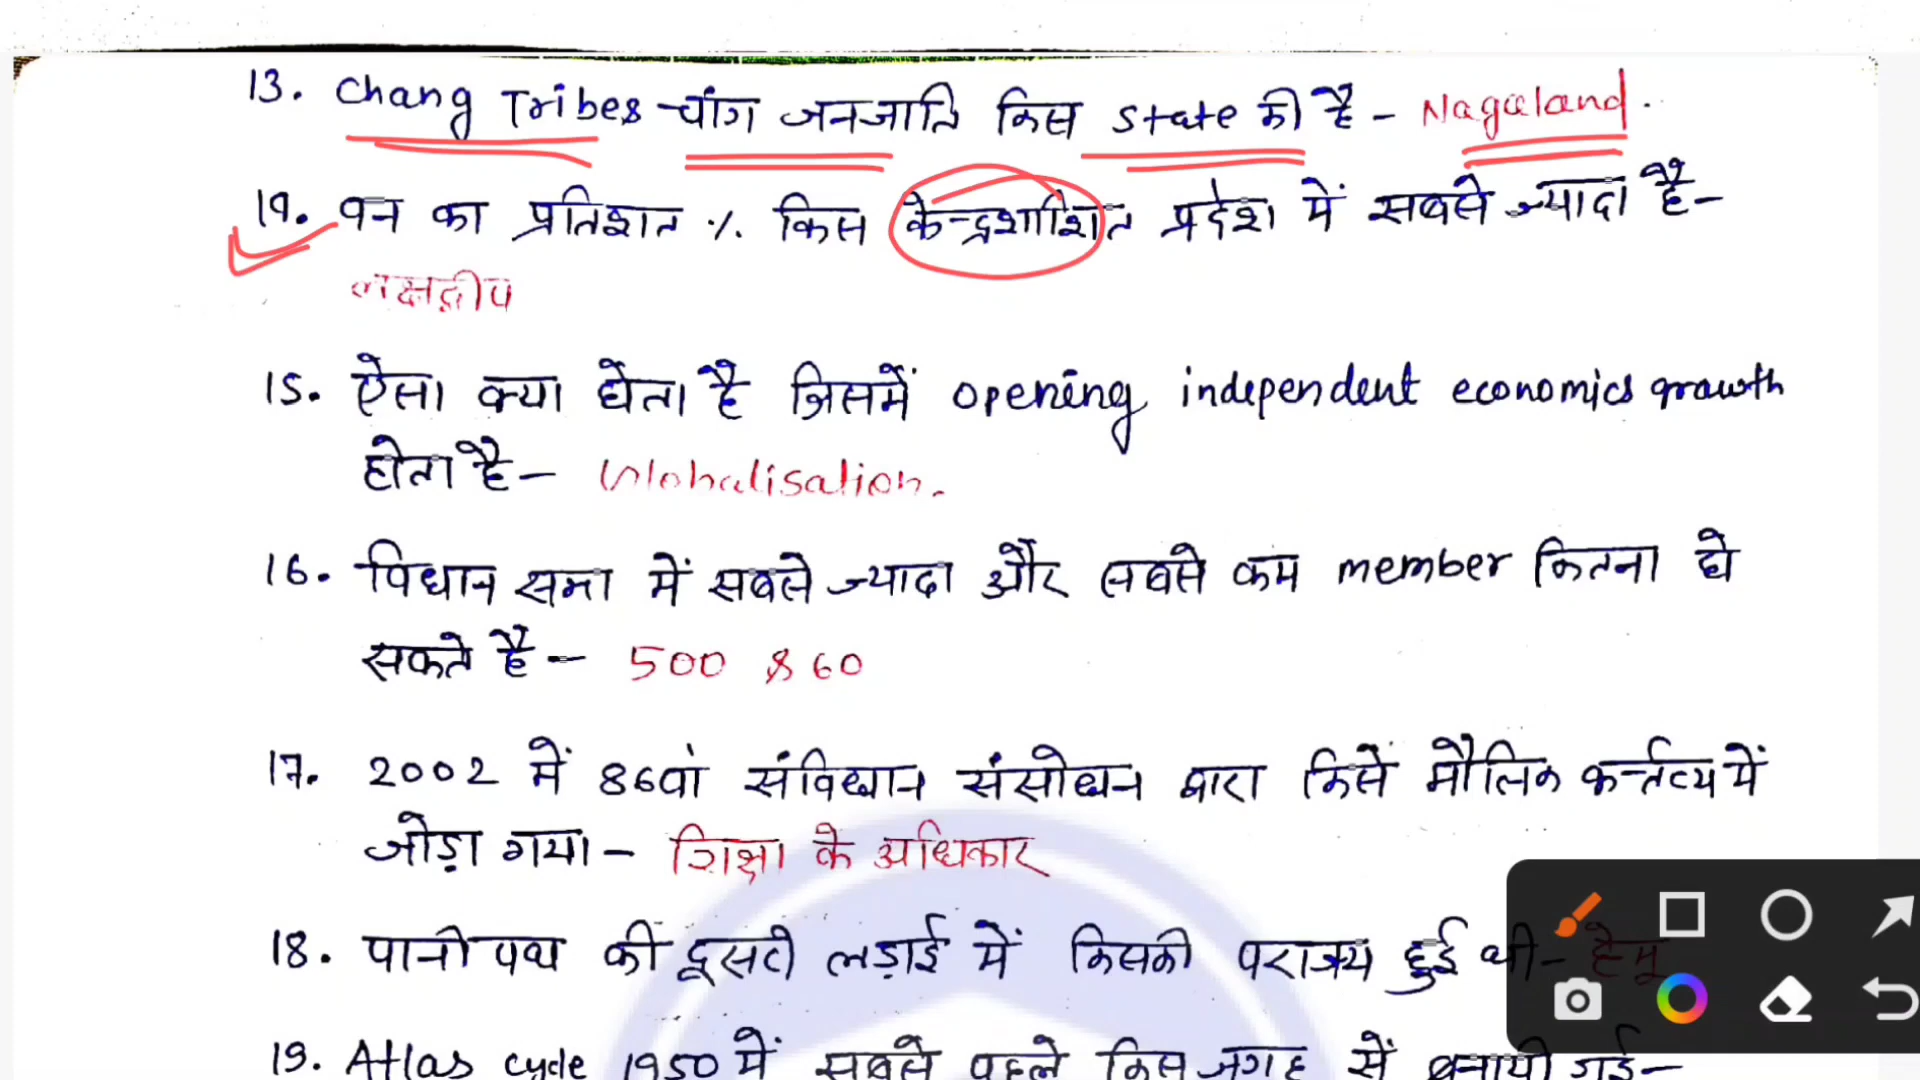 13. Chang Tribes - चांग जनजाति किस state की है - Nagaland.
14. वन का प्रतिशत % किस केन्द्रशाशित प्रदेश में सबसे ज्यादा है-
लक्षद्वीप
15. ऐसा क्या होता है जिसमें opening independent economics growth
होता है- Globalisation.
16. विधान सभा में सबसे ज्यादा और सबसे कम member कितना हो
सकते है- 500 & 60
17. 2002 में 86वां संविधान संसोधन द्वारा किसे मौलिक कर्त्तव्य में
जोड़ा गया- शिक्षा के अधिकार
18. पानीपथ की दूसरी लड़ाई में किसकी पराजय हुई थी- हेमू
19. Atlas cycle 1950 में सबसे पहले किस जगह से बनायी गई-